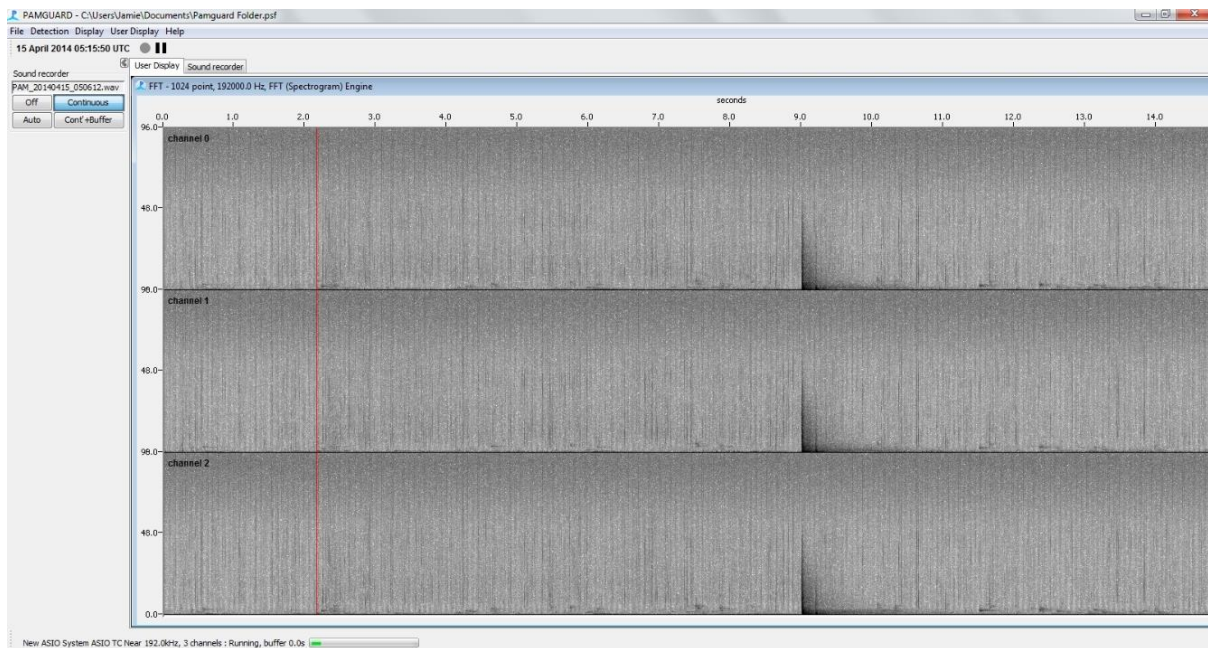 PAMGUARD - C:\Users\Jamie\Documents\Pamguard Folder.psf
File Detection Display User Display Help
15 April 2014 05:15:50 UTC
User Display Sound recorder
Sound recorder
PAM_20140415_050612.wav
Off Continuous
Auto Cont'+Buffer
FFT - 1024 point, 192000.0 Hz, FFT (Spectrogram) Engine
seconds
0.0 1.0 2.0 3.0 4.0 5.0 6.0 7.0 8.0 9.0 10.0 11.0 12.0 13.0 14.0
96.0
channel 0
48.0
96.0
channel 1
48.0
96.0
channel 2
48.0
0.0
New ASIO System ASIO TC Near 192.0kHz, 3 channels : Running, buffer 0.0s